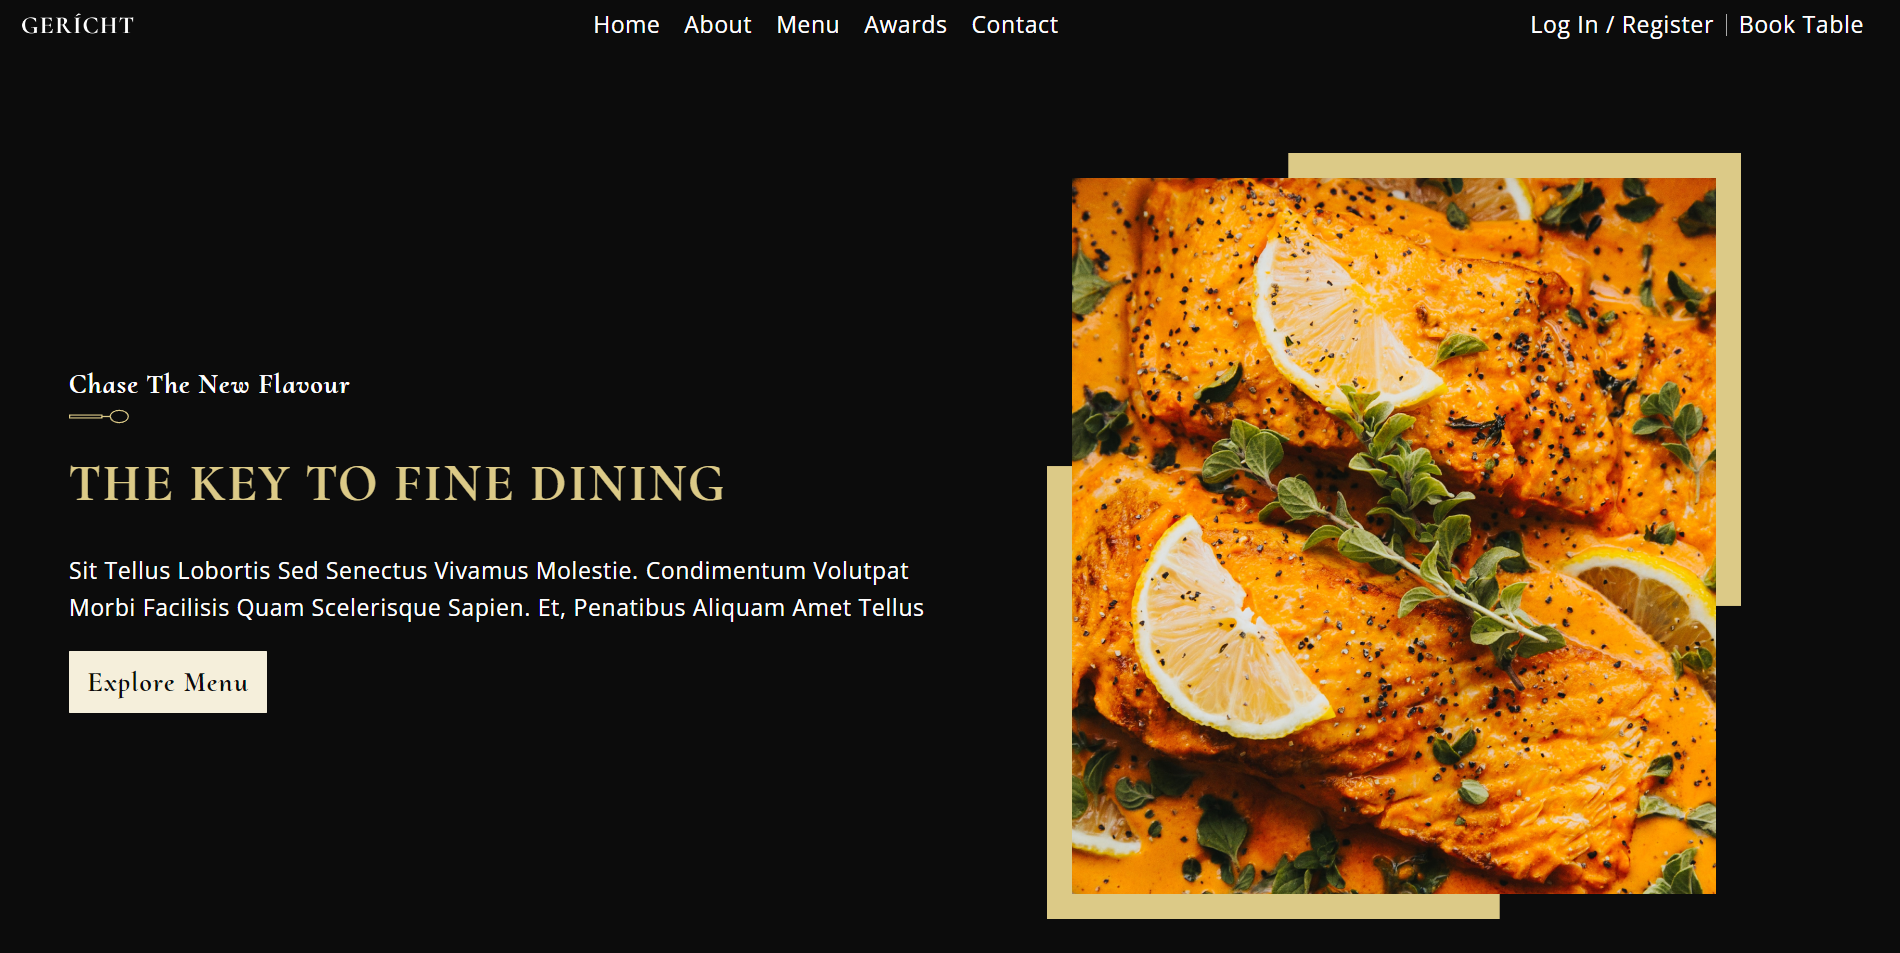 GERÍCHT
Home About Menu Awards Contact
Log In / Register Book Table
Chase The New Flavour
THE KEY TO FINE DINING
Sit Tellus Lobortis Sed Senectus Vivamus Molestie. Condimentum Volutpat
Morbi Facilisis Quam Scelerisque Sapien. Et, Penatibus Aliquam Amet Tellus
Explore Menu